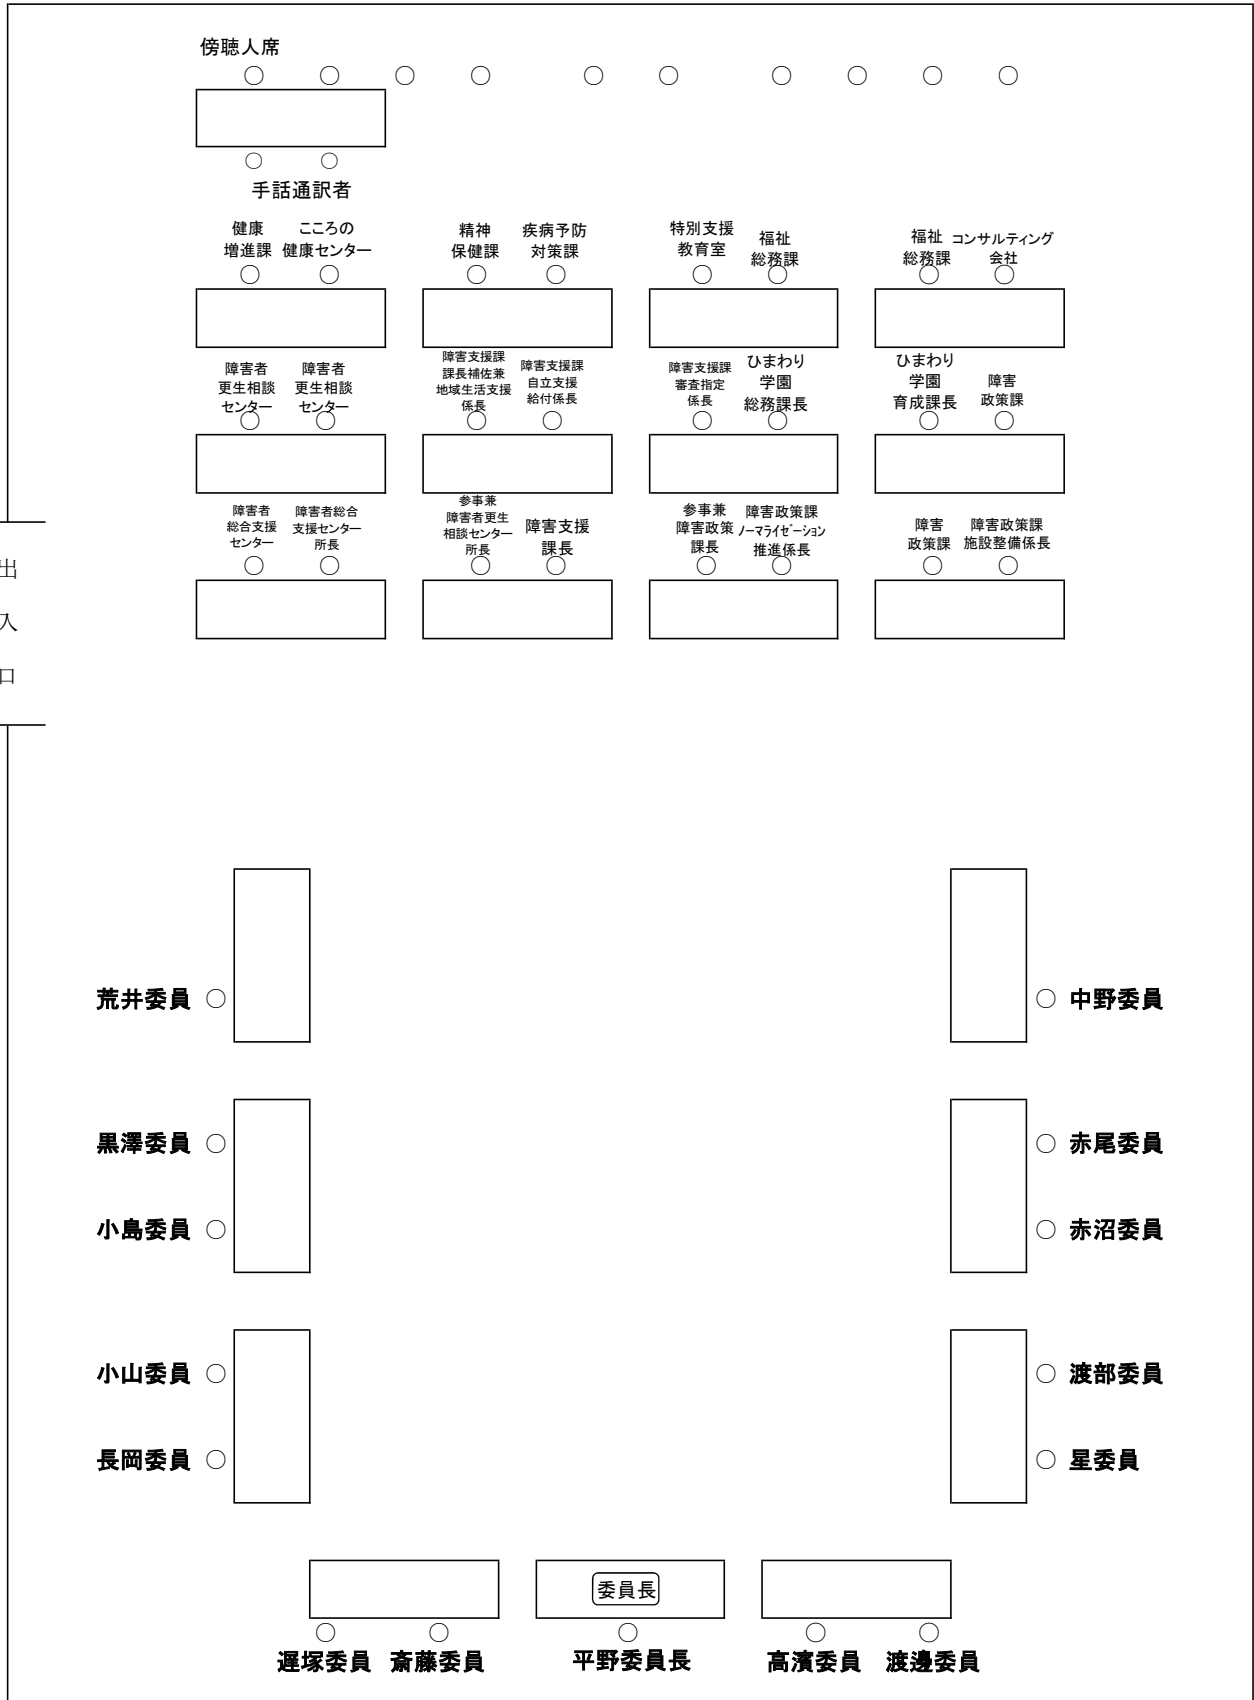 傍聴人席
手話通訳者
健康
増進課
こころの
健康センター
精神
保健課
疾病予防
対策課
特別支援
教育室
福祉
総務課
福祉
総務課
コンサルティング
会社
障害者
更生相談
センター
障害者
更生相談
センター
障害支援課
課長補佐兼
地域生活支援
係長
障害支援課
自立支援
給付係長
障害支援課
審査指定
係長
ひまわり
学園
総務課長
ひまわり
学園
育成課長
障害
政策課
障害者
総合支援
センター
障害者総合
支援センター
所長
参事兼
障害者更生
相談センター
所長
障害支援
課長
参事兼
障害政策
課長
障害政策課
ノーマライゼーション
推進係長
障害
政策課
障害政策課
施設整備係長
出
入
口
荒井委員
中野委員
黒澤委員
赤尾委員
小島委員
赤沼委員
小山委員
渡部委員
長岡委員
星委員
委員長
遅塚委員
斎藤委員
平野委員長
高濱委員
渡邊委員